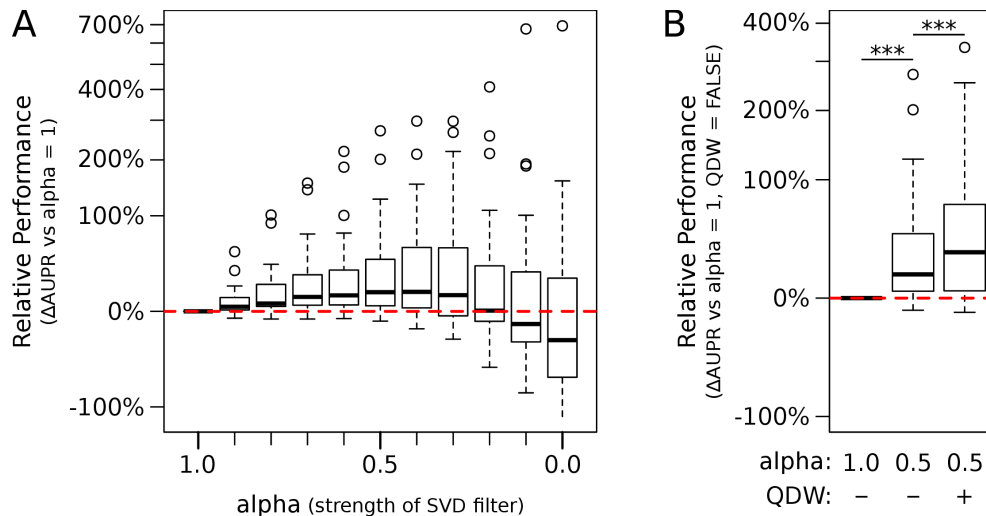 A
Relative Performance
(ΔAUPR vs alpha = 1)
700%
400%
200%
100%
0%
-100%
1.0
0.5
0.0
alpha (strength of SVD filter)
B
Relative Performance
(ΔAUPR vs alpha = 1, QDW = FALSE)
400%
200%
100%
0%
-100%
***
***
alpha: 1.0 0.5 0.5
QDW: – – +